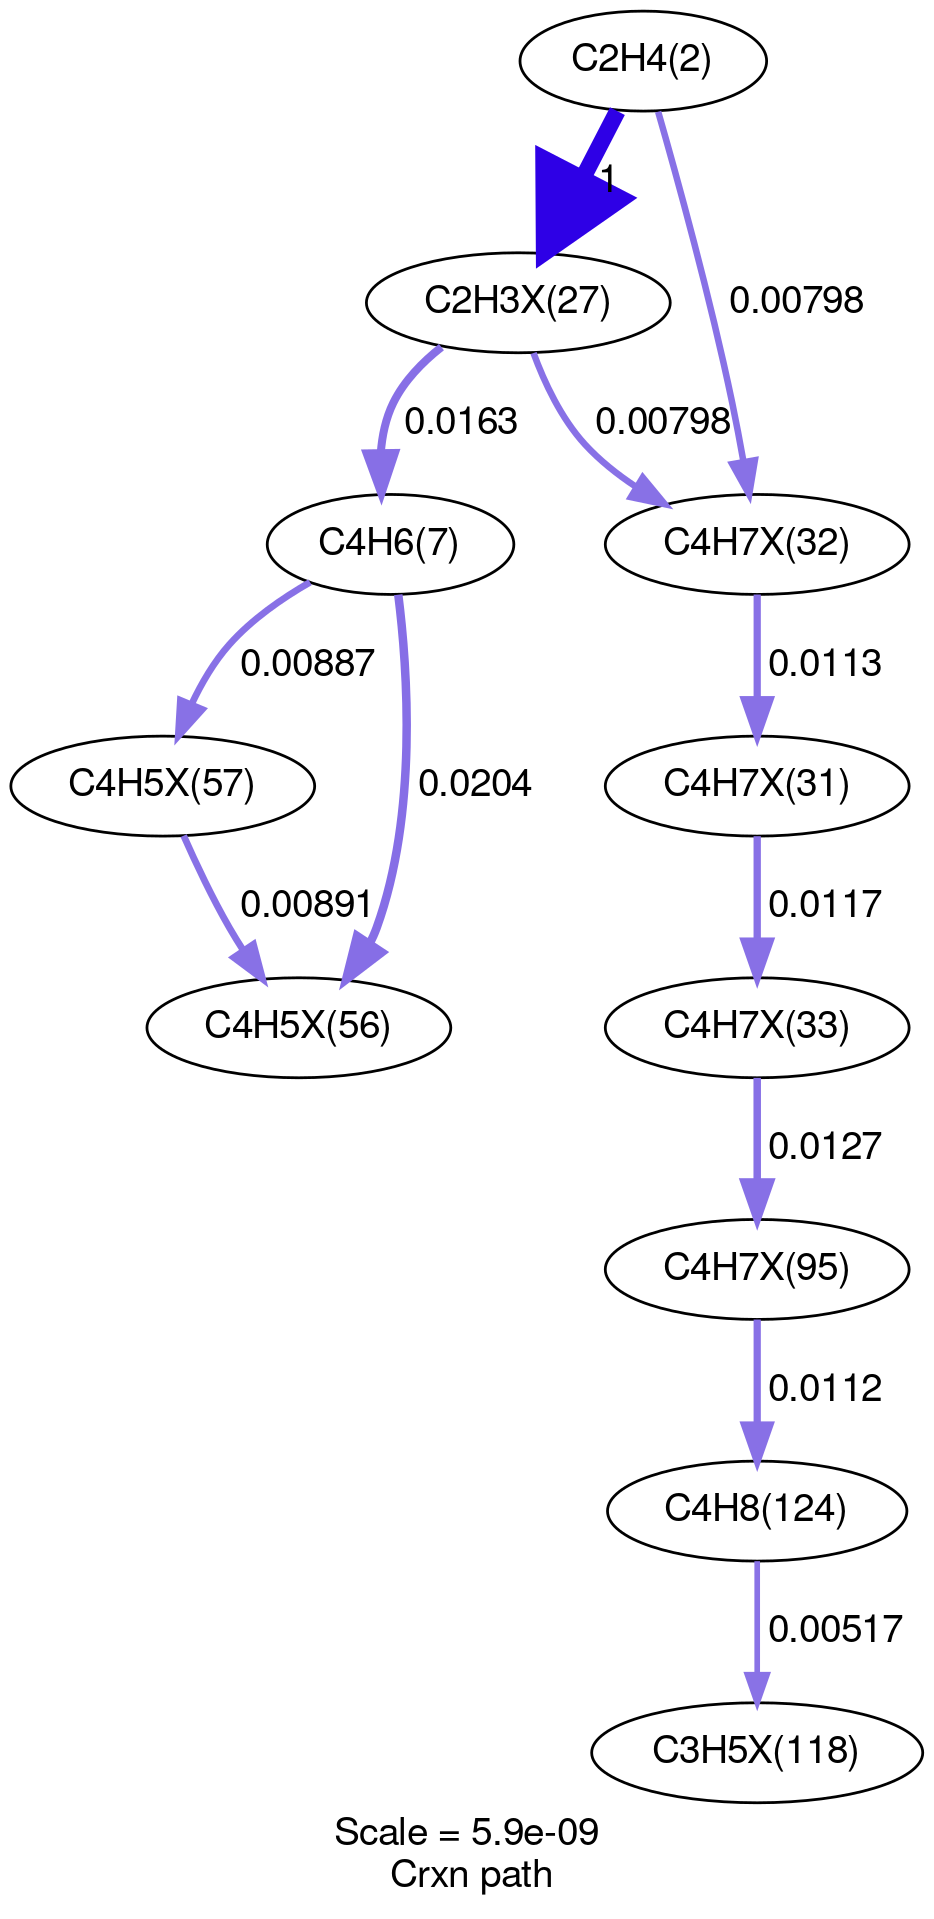 C2H4(2)
1
C2H3X(27)
0.00798
0.0163
0.00798
C4H6(7)
C4H7X(32)
0.00887
0.0113
C4H5X(57)
0.0204
C4H7X(31)
0.00891
0.0117
C4H5X(56)
C4H7X(33)
0.0127
C4H7X(95)
0.0112
C4H8(124)
0.00517
C3H5X(118)
Scale = 5.9e-09
Crxn path